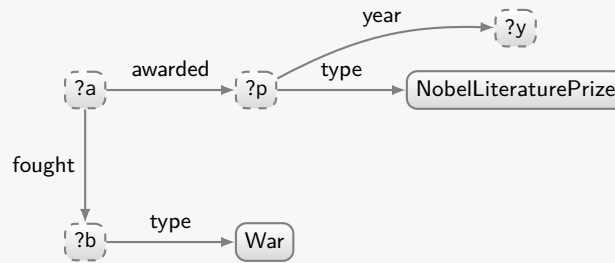 year
?y
awarded
type
?a
?p
NobelLiteraturePrize
fought
type
?b
War